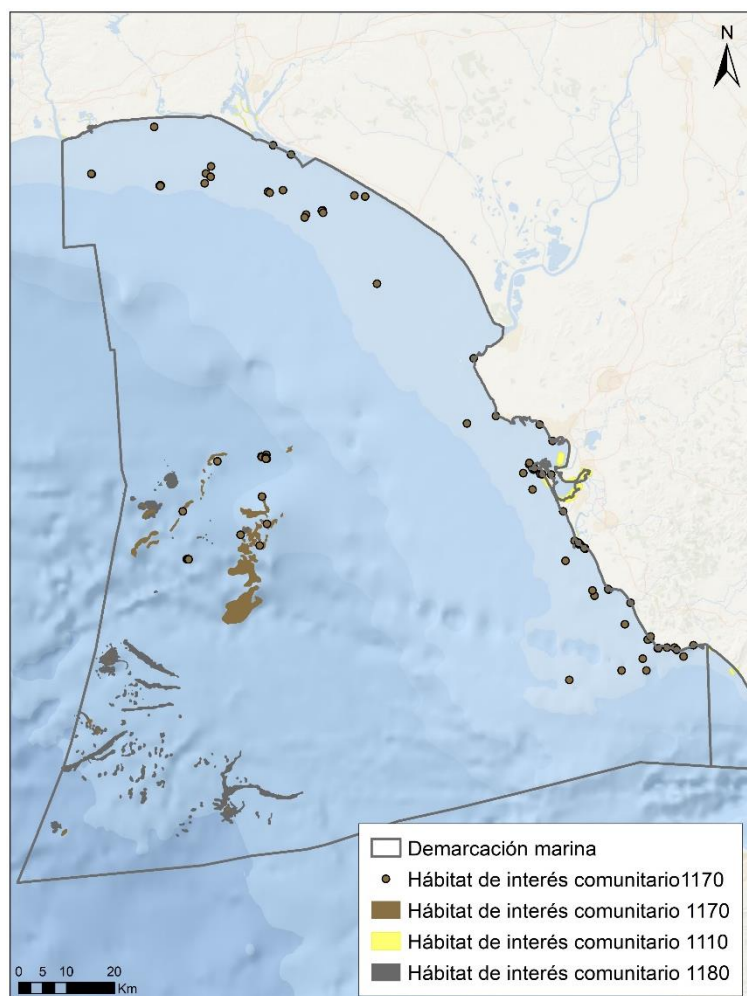 N
Demarcación marina
Hábitat de interés comunitario1170
Hábitat de interés comunitario 1170
Hábitat de interés comunitario 1110
Hábitat de interés comunitario 1180
0 5 10 20
Km